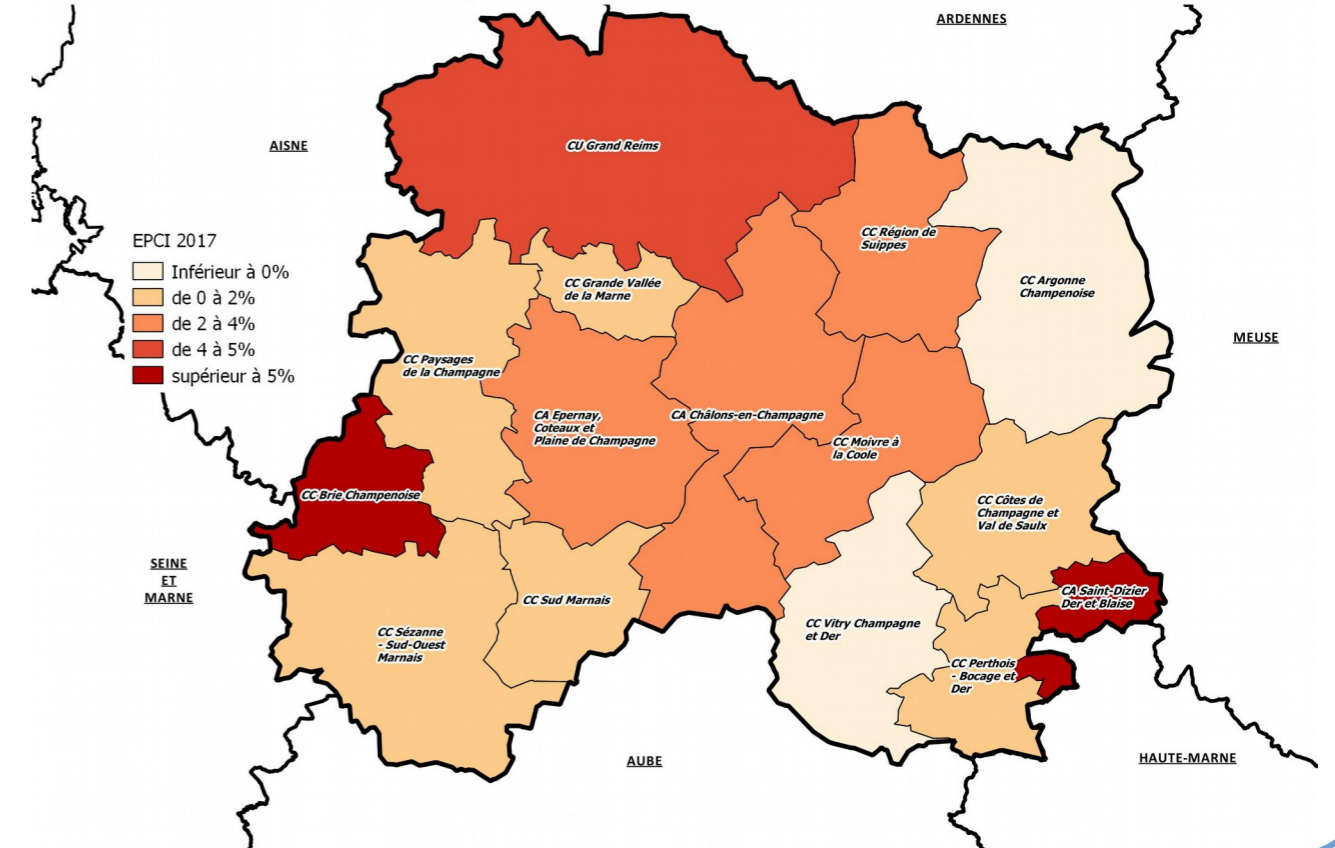 ARDENNES
AISNE
CU Grand Reims
EPCI 2017
Inférieur à 0%
de 0 à 2%
de 2 à 4%
de 4 à 5%
supérieur à 5%
CC Région de
Suippes
CC Grande Vallée
de la Marne
CC Argonne
Champenoise
MEUSE
CC Paysages
de la Champagne
CA Epernay,
Coteaux et
Plaine de Champagne
CA Châlons-en-Champagne
CC Moivre à
la Coole
CC Brie Champenoise
CC Côtes de
Champagne et
Val de Saulx
SEINE
ET
MARNE
CA Saint-Dizier
Der et Blaise
CC Sud Marnais
CC Vitry Champagne
et Der
CC Sézanne
- Sud-Ouest
Marnais
CC Perthois
- Bocage et
Der
AUBE
HAUTE-MARNE